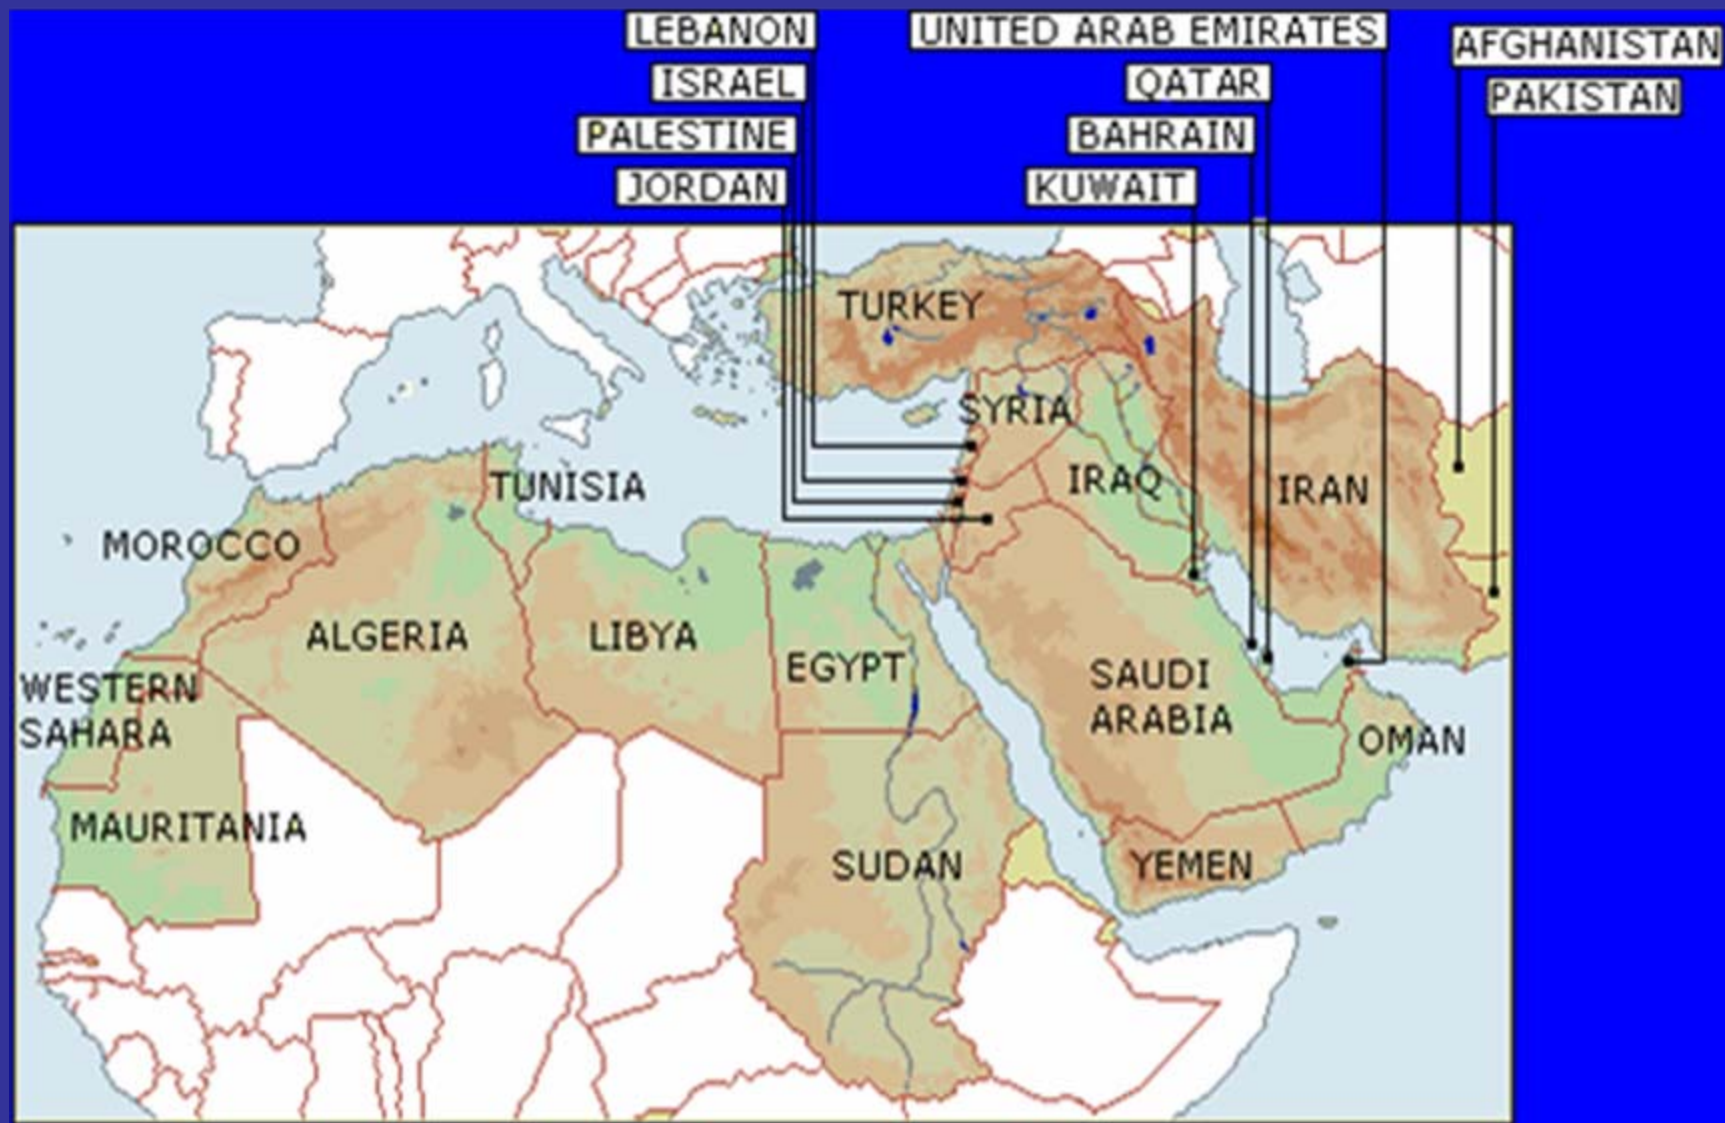 LEBANON
UNITED ARAB EMIRATES
AFGHANISTAN
ISRAEL
QATAR
PAKISTAN
PALESTINE
BAHRAIN
JORDAN
KUWAIT
TURKEY
SYRIA
TUNISIA
IRAQ
IRAN
MOROCCO
ALGERIA
LIBYA
EGYPT
SAUDI
ARABIA
WESTERN
SAHARA
OMAN
MAURITANIA
SUDAN
YEMEN